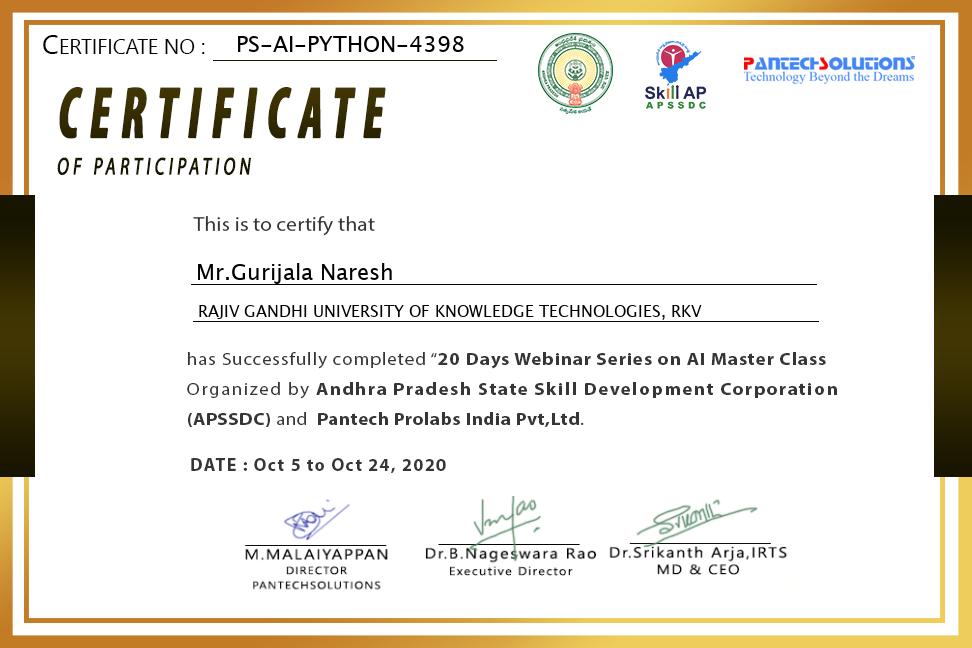 CERTIFICATE NO : PS-AI-PYTHON-4398
Skill AP
APSSDC
PANTECHSOLUTIONS
Technology Beyond the Dreams
CERTIFICATE
OF PARTICIPATION
This is to certify that
Mr.Gurijala Naresh
RAJIV GANDHI UNIVERSITY OF KNOWLEDGE TECHNOLOGIES, RKV
has Successfully completed “20 Days Webinar Series on AI Master Class
Organized by Andhra Pradesh State Skill Development Corporation
(APSSDC) and Pantech Prolabs India Pvt,Ltd.
DATE : Oct 5 to Oct 24, 2020
M.MALAIYAPPAN
DIRECTOR
PANTECHSOLUTIONS
Dr.B.Nageswara Rao
Executive Director
Dr.Srikanth Arja,IRTS
MD & CEO